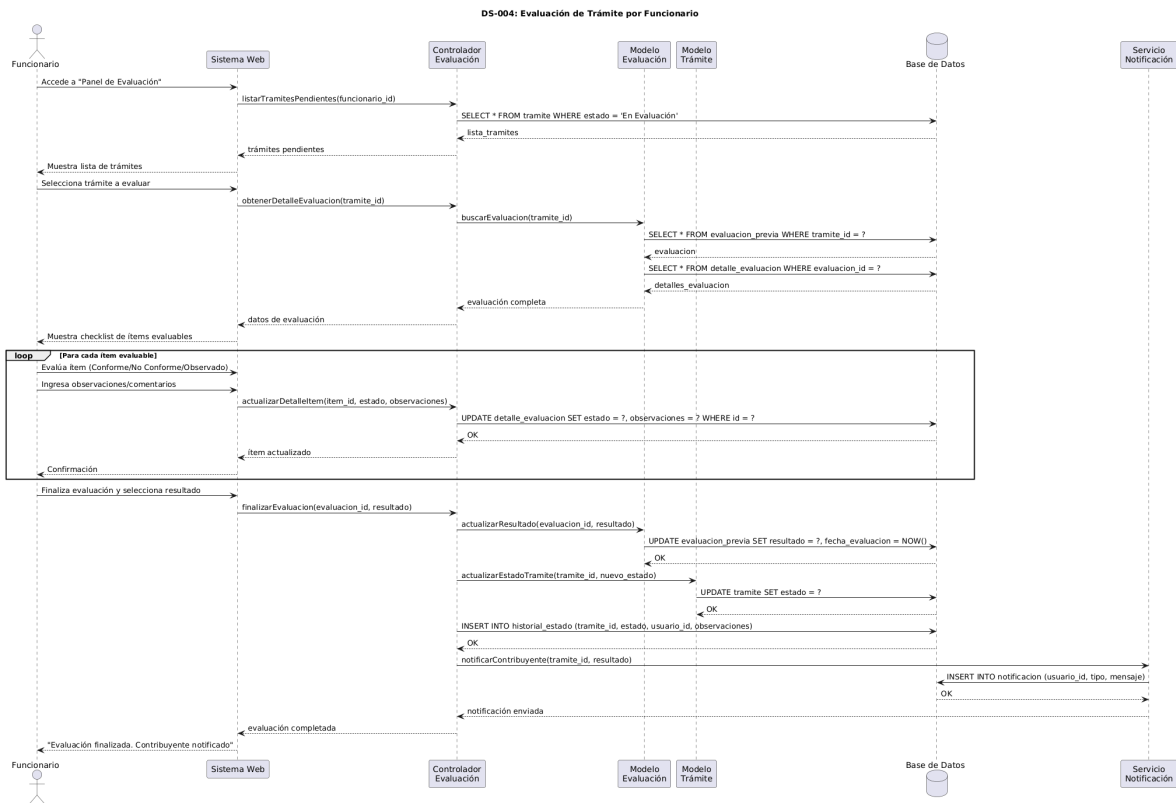 DS-004: Evaluación de Trámite por Funcionario
Funcionario
Sistema Web
Controlador
Evaluación
Modelo
Evaluación
Modelo
Trámite
Base de Datos
Servicio
Notificación
Accede a "Panel de Evaluación"
listarTramitesPendientes(funcionario_id)
SELECT * FROM tramite WHERE estado = 'En Evaluación'
lista_tramites
trámites pendientes
Muestra lista de trámites
Selecciona trámite a evaluar
obtenerDetalleEvaluacion(tramite_id)
buscarEvaluacion(tramite_id)
SELECT * FROM evaluacion_previa WHERE tramite_id = ?
evaluacion
SELECT * FROM detalle_evaluacion WHERE evaluacion_id = ?
detalles_evaluacion
evaluación completa
datos de evaluación
Muestra checklist de ítems evaluables
loop [Para cada ítem evaluable]
Evalúa ítem (Conforme/No Conforme/Observado)
Ingresa observaciones/comentarios
actualizarDetalleItem(item_id, estado, observaciones)
UPDATE detalle_evaluacion SET estado = ?, observaciones = ? WHERE id = ?
OK
ítem actualizado
Confirmación
Finaliza evaluación y selecciona resultado
finalizarEvaluacion(evaluacion_id, resultado)
actualizarResultado(evaluacion_id, resultado)
UPDATE evaluacion_previa SET resultado = ?, fecha_evaluacion = NOW()
OK
actualizarEstadoTramite(tramite_id, nuevo_estado)
UPDATE tramite SET estado = ?
OK
INSERT INTO historial_estado (tramite_id, estado, usuario_id, observaciones)
OK
notificarContribuyente(tramite_id, resultado)
INSERT INTO notificacion (usuario_id, tipo, mensaje)
OK
notificación enviada
evaluación completada
"Evaluación finalizada. Contribuyente notificado"
Funcionario
Sistema Web
Controlador
Evaluación
Modelo
Evaluación
Modelo
Trámite
Base de Datos
Servicio
Notificación